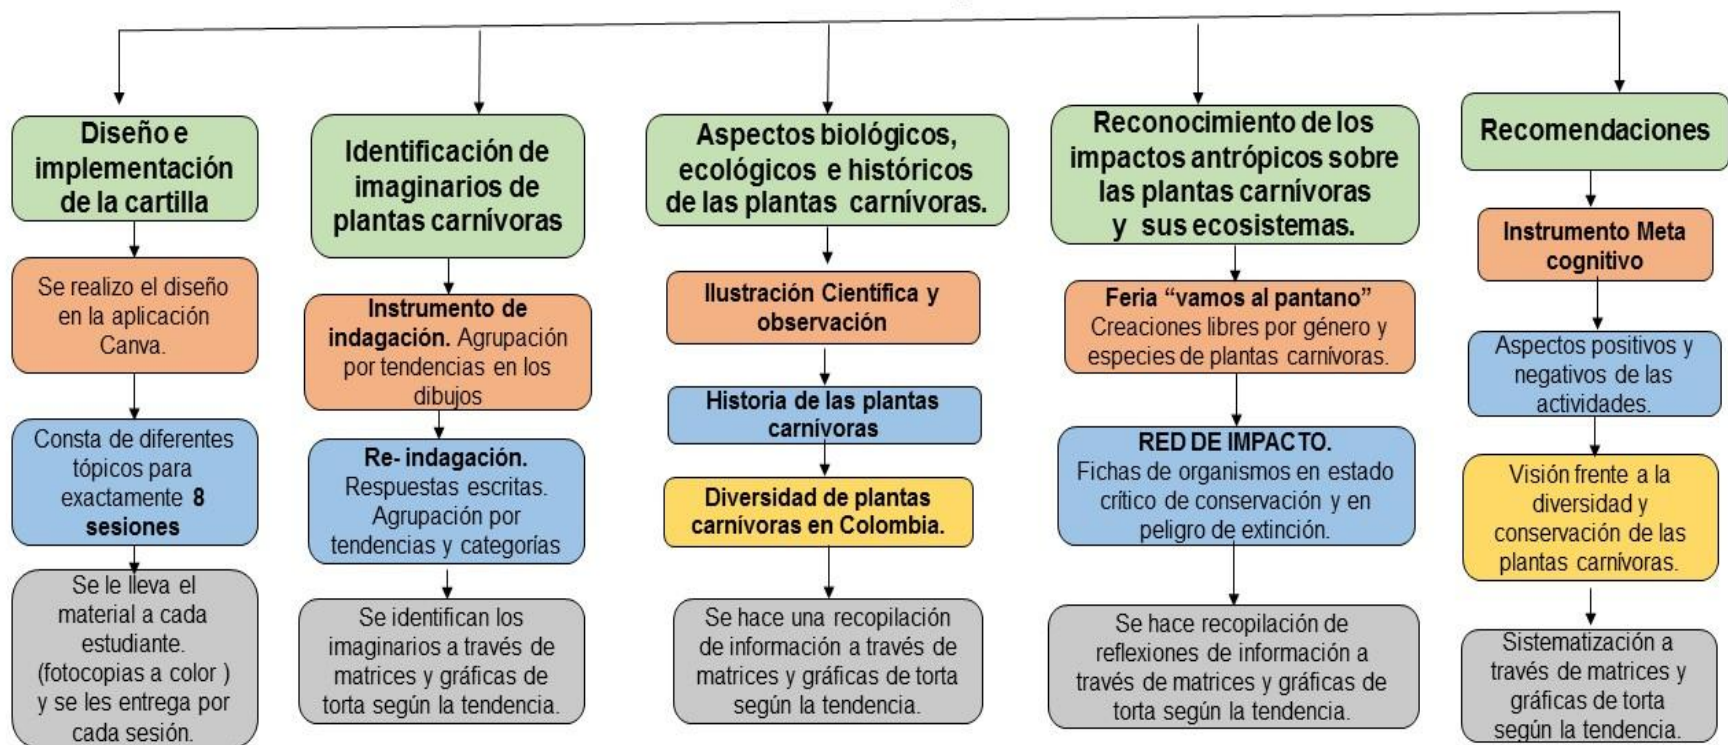 Diseño e
implementación
de la cartilla
Se realizo el diseño
en la aplicación
Canva.
Consta de diferentes
tópicos para
exactamente 8
sesiones
Se le lleva el
material a cada
estudiante.
(fotocopias a color )
y se les entrega por
cada sesión.
Identificación de
imaginarios de
plantas carnívoras
Instrumento de
indagación. Agrupación
por tendencias en los
dibujos
Re- indagación.
Respuestas escritas.
Agrupación por
tendencias y categorías
Se identifican los
imaginarios a través de
matrices y gráficas de
torta según la tendencia.
Aspectos biológicos,
ecológicos e históricos
de las plantas carnívoras.
Ilustración Científica y
observación
Historia de las plantas
carnívoras
Diversidad de plantas
carnívoras en Colombia.
Se hace una recopilación
de información a través de
matrices y gráficas de torta
según la tendencia.
Reconocimiento de los
impactos antrópicos sobre
las plantas carnívoras
y sus ecosistemas.
Feria “vamos al pantano”
Creaciones libres por género y
especies de plantas carnívoras.
RED DE IMPACTO.
Fichas de organismos en estado
crítico de conservación y en
peligro de extinción.
Se hace recopilación de
reflexiones de información a
través de matrices y gráficas de
torta según la tendencia.
Recomendaciones
Instrumento Meta
cognitivo
Aspectos positivos y
negativos de las
actividades.
Visión frente a la
diversidad y
conservación de las
plantas carnívoras.
Sistematización a
través de matrices y
gráficas de torta
según la tendencia.